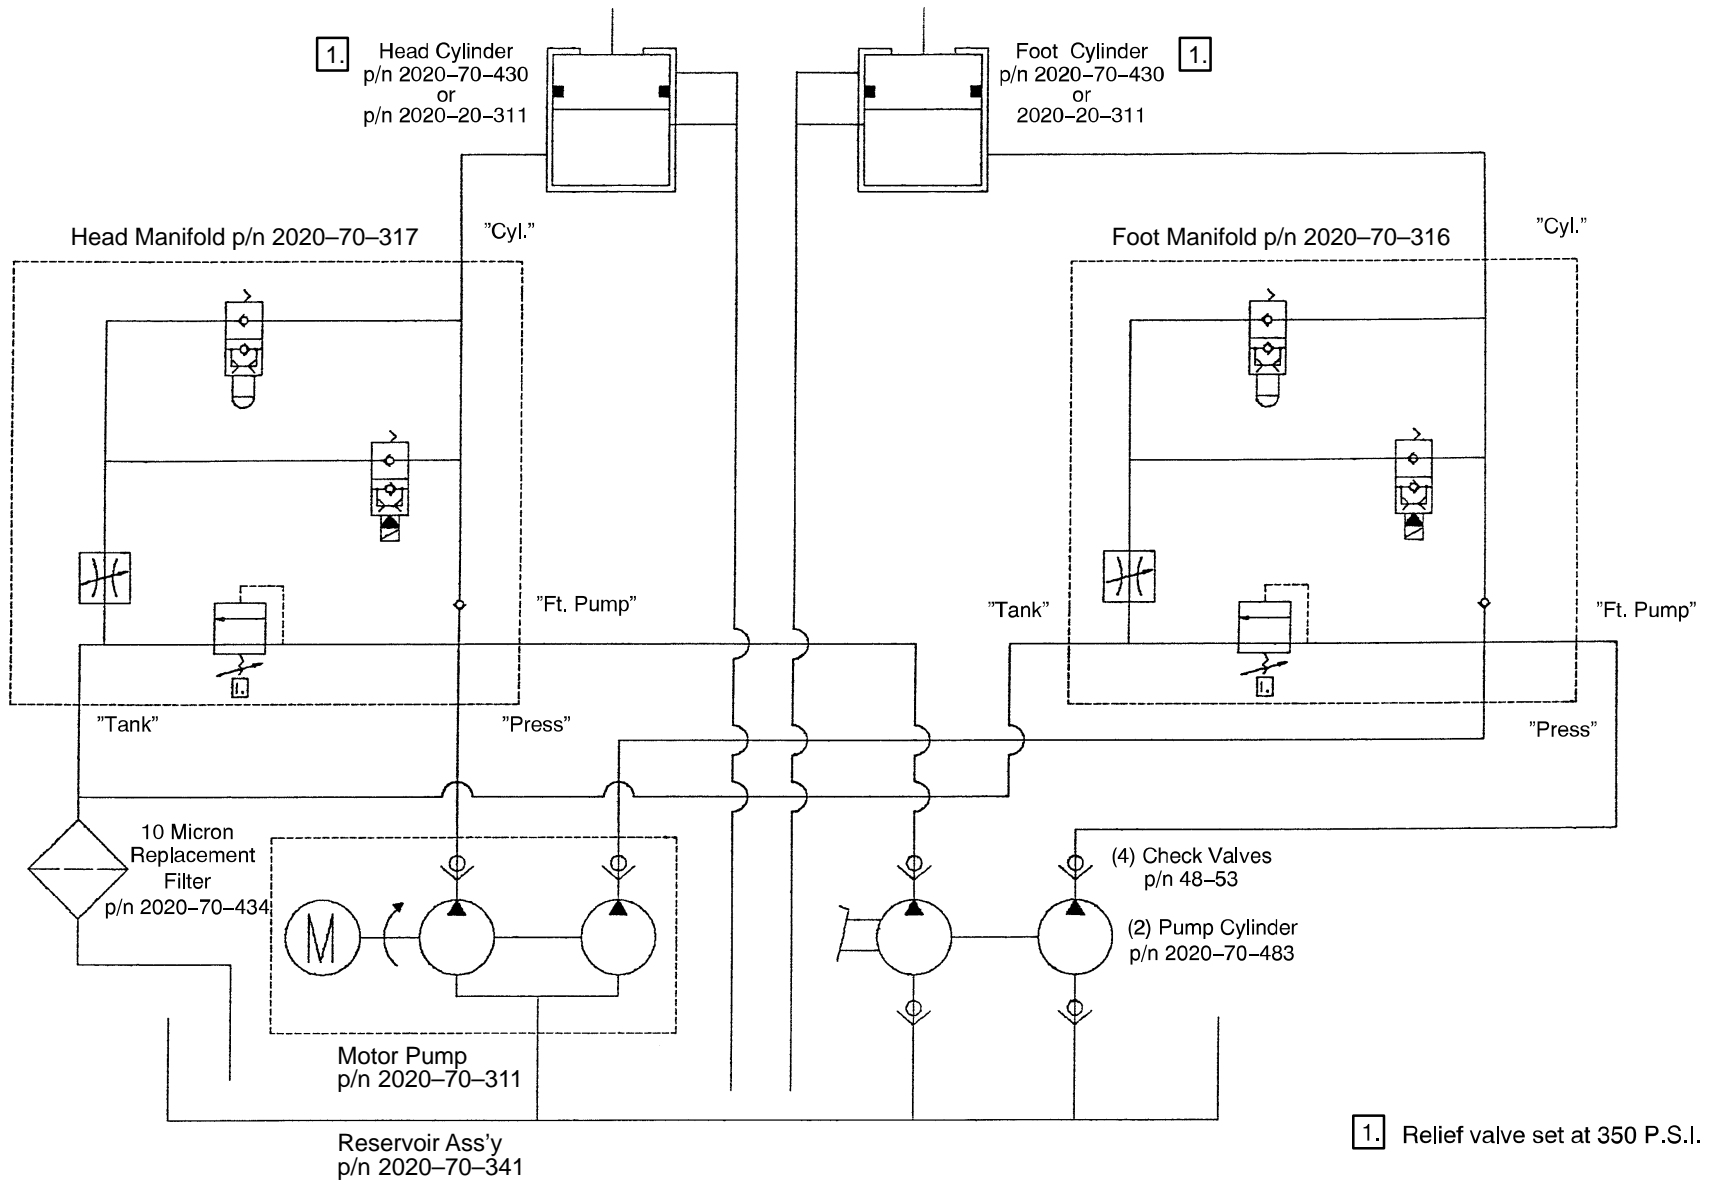 1.
Head Cylinder
p/n 2020–70–430
or
p/n 2020–20–311
Foot Cylinder
p/n 2020–70–430
or
2020–20–311
1.
Head Manifold p/n 2020–70–317
”Cyl.”
Foot Manifold p/n 2020–70–316
”Cyl.”
”Ft. Pump”
”Tank”
”Ft. Pump”
1.
1.
”Tank”
”Press”
”Press”
10 Micron
Replacement
Filter
p/n 2020–70–434
(4) Check Valves
p/n 48–53
M
(2) Pump Cylinder
p/n 2020–70–483
Motor Pump
p/n 2020–70–311
Reservoir Ass’y
p/n 2020–70–341
1. Relief valve set at 350 P.S.I.